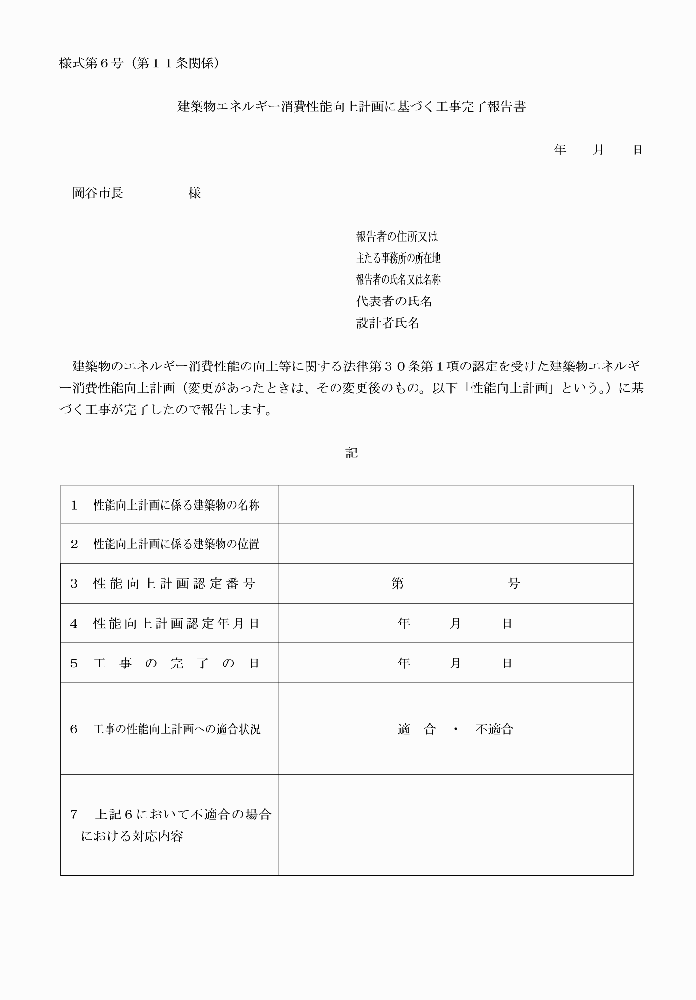 様式第６号（第１１条関係）
建築物エネルギー消費性能向上計画に基づく工事完了報告書
年　　月　　日
岡谷市長　　　　　様
報告者の住所又は
主たる事務所の所在地
報告者の氏名又は名称
代表者の氏名
設計者氏名
建築物のエネルギー消費性能の向上等に関する法律第３０条第１項の認定を受けた建築物エネルギ
ー消費性能向上計画（変更があったときは、その変更後のもの。以下「性能向上計画」という。）に基
づく工事が完了したので報告します。
記
１　性能向上計画に係る建築物の名称
２　性能向上計画に係る建築物の位置
３　性能向上計画認定番号　第　　　　　　　　号
４　性能向上計画認定年月日　年　　　月　　　日
５　工　事　の　完　了　の　日　年　　　月　　　日
６　工事の性能向上計画への適合状況　適　合　・　不適合
７　上記６において不適合の場合
における対応内容